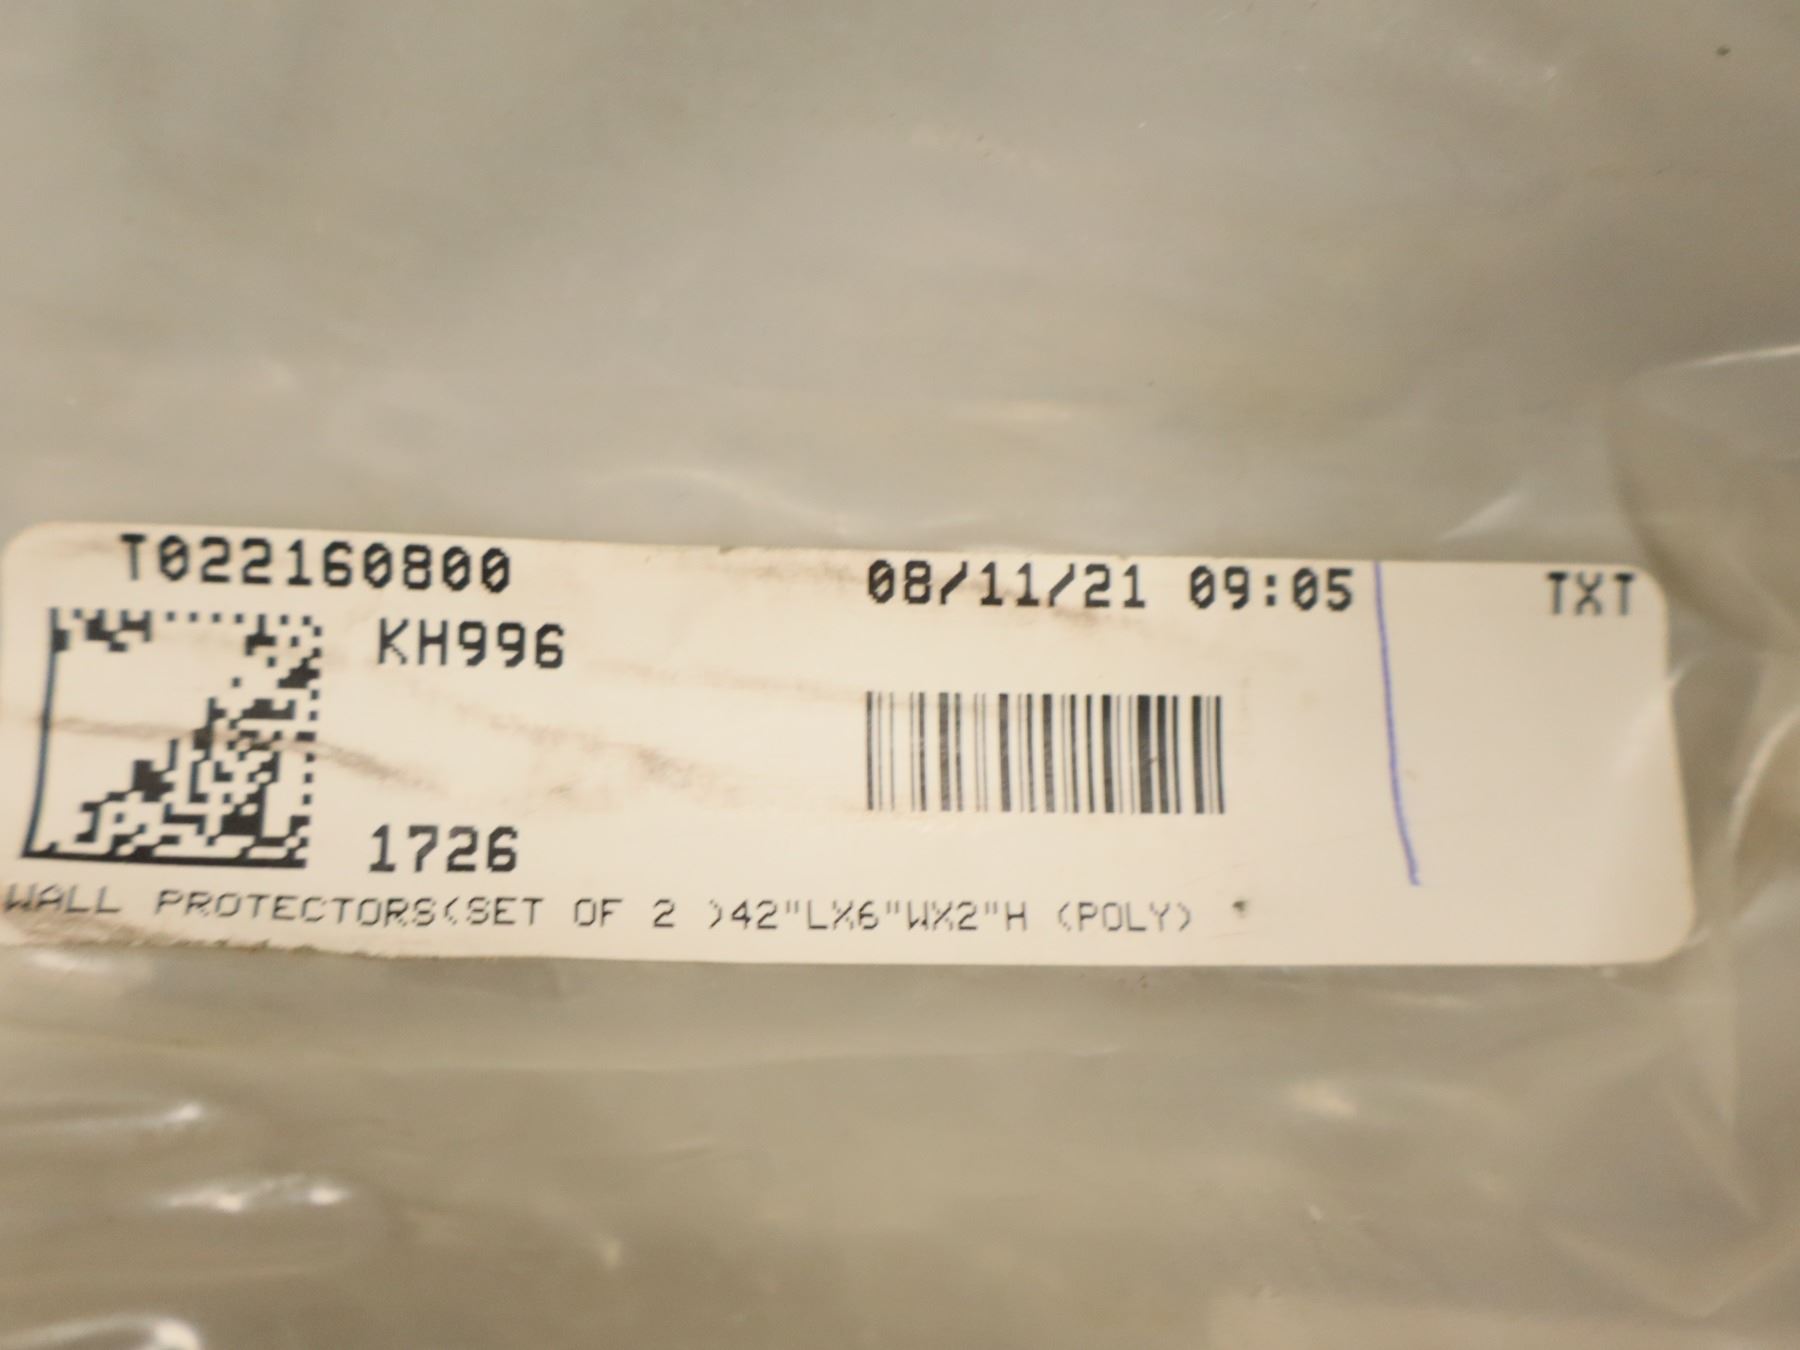 T022160800 08/11/21 09:05 TXT
KH996
1726
WALL PROTECTORS(SET OF 2 )42"LX6"WX2"H (POLY)